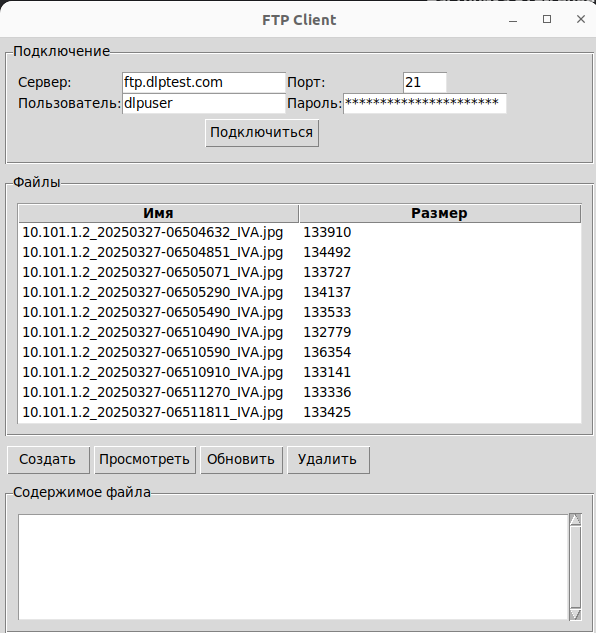 FTP Client
Подключение
Сервер: ftp.dlptest.com Порт: 21
Пользователь: dlpuser Пароль: **********************
Подключиться
Файлы
Имя Размер
10.101.1.2_20250327-06504632_IVA.jpg 133910
10.101.1.2_20250327-06504851_IVA.jpg 134492
10.101.1.2_20250327-06505071_IVA.jpg 133727
10.101.1.2_20250327-06505290_IVA.jpg 134137
10.101.1.2_20250327-06505490_IVA.jpg 133533
10.101.1.2_20250327-06510490_IVA.jpg 132779
10.101.1.2_20250327-06510590_IVA.jpg 136354
10.101.1.2_20250327-06510910_IVA.jpg 133141
10.101.1.2_20250327-06511270_IVA.jpg 133336
10.101.1.2_20250327-06511811_IVA.jpg 133425
Создать Просмотреть Обновить Удалить
Содержимое файла